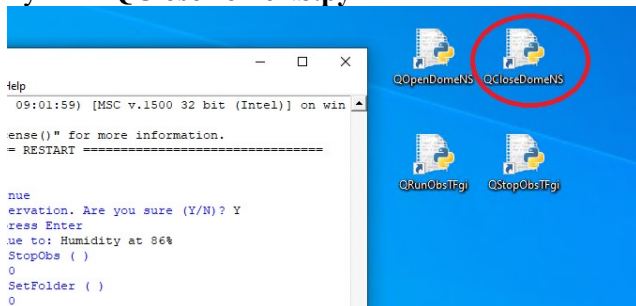 QCloseDomeNS.py
Help
09:01:59) [MSC v.1500 32 bit (Intel)] on win
ense()" for more information.
= RESTART ================================
nue
ervation. Are you sure (Y/N)? Y
ress Enter
ue to: Humidity at 86%
StopObs ( )
0
SetFolder ( )
0
QOpenDomeNS
QCloseDomeNS
QRunObsTFgi
QStopObsTFgi